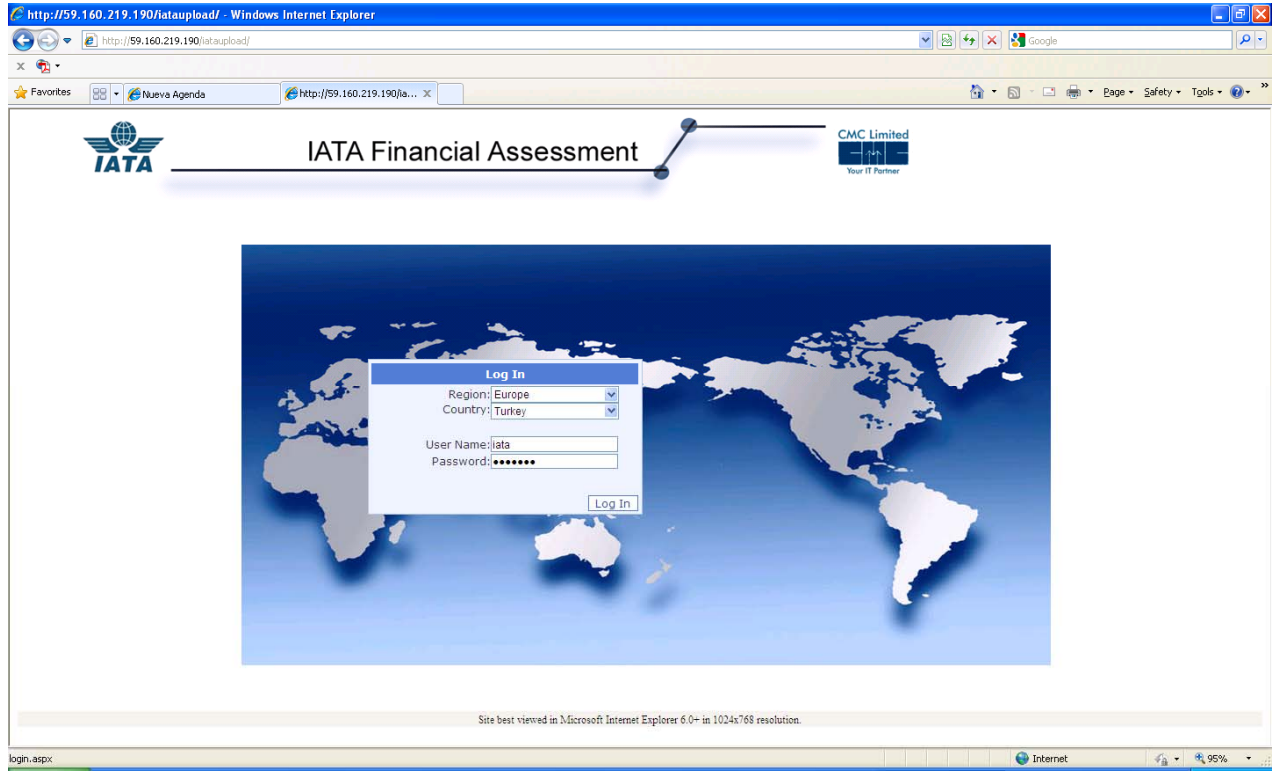 http://59.160.219.190/iataupload/ - Windows Internet Explorer
http://59.160.219.190/iataupload/
Google
x
Favorites Nueva Agenda http://59.160.219.190/ia... X Page Safety Tools »
IATA
IATA Financial Assessment
CMC Limited
CMC
Your IT Partner
Log In
Region: Europe
Country: Turkey
User Name: iata
Password: •••••••
Log In
Site best viewed in Microsoft Internet Explorer 6.0+ in 1024x768 resolution.
login.aspx Internet 95%